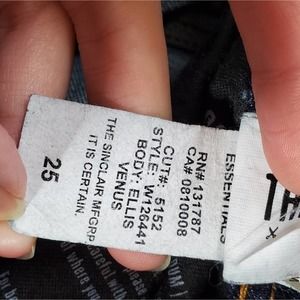 ESSENTIALS
RN# 131787
CA# 0810008
CUT#: 5152
STYLE: W126441
BODY: ELLIS
VENUS
THE SINCLAIR MFGRP
IT IS CERTAIN.
25
TH